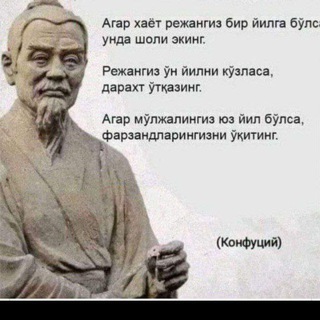 Агар хаёт режангиз бир йилга бўлса
унда шоли экинг.
Режангиз ўн йилни кўзласа,
дарахт ўтқазинг.
Агар мўлжалингиз юз йил бўлса,
фарзандларингизни ўқитинг.
(Конфуций)